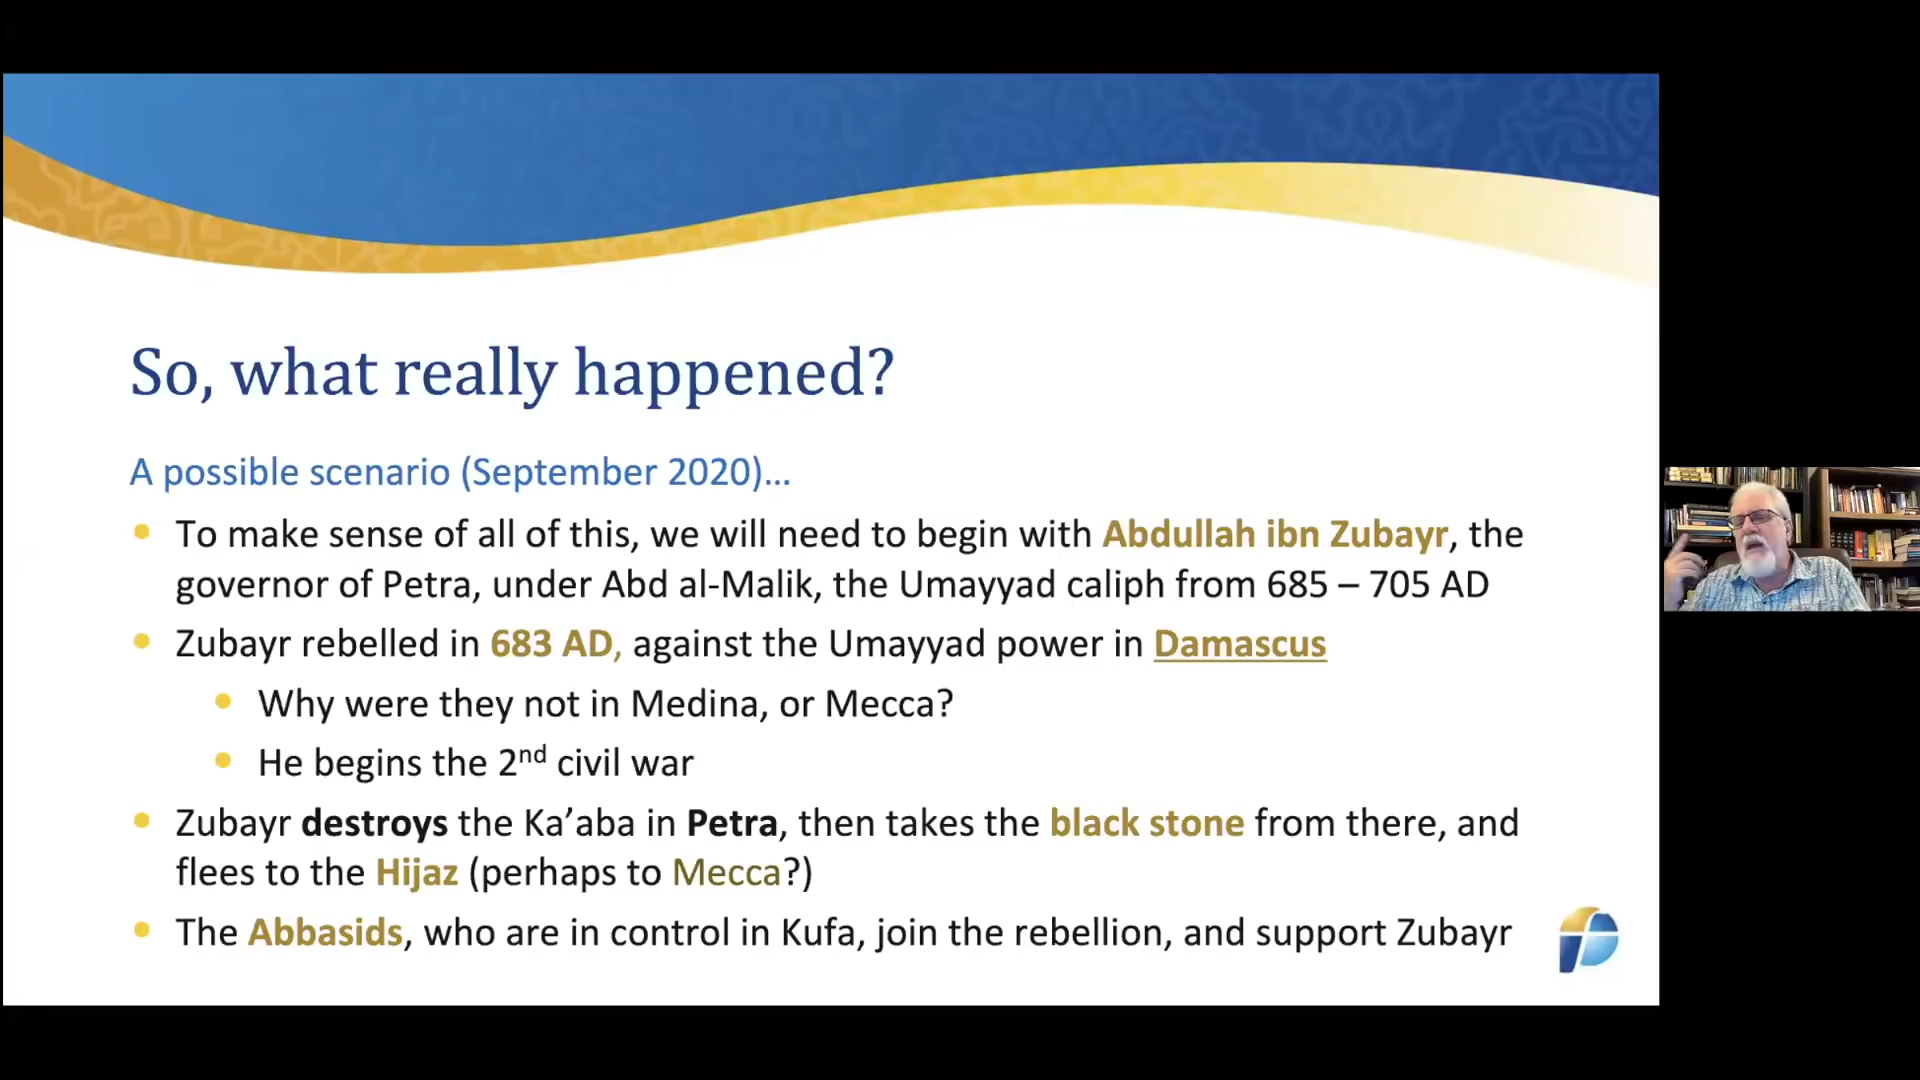 So, what really happened?
A possible scenario (September 2020)…
• To make sense of all of this, we will need to begin with Abdullah ibn Zubayr, the
governor of Petra, under Abd al-Malik, the Umayyad caliph from 685 – 705 AD
• Zubayr rebelled in 683 AD, against the Umayyad power in Damascus
• Why were they not in Medina, or Mecca?
• He begins the 2nd civil war
• Zubayr destroys the Ka’aba in Petra, then takes the black stone from there, and
flees to the Hijaz (perhaps to Mecca?)
• The Abbasids, who are in control in Kufa, join the rebellion, and support Zubayr